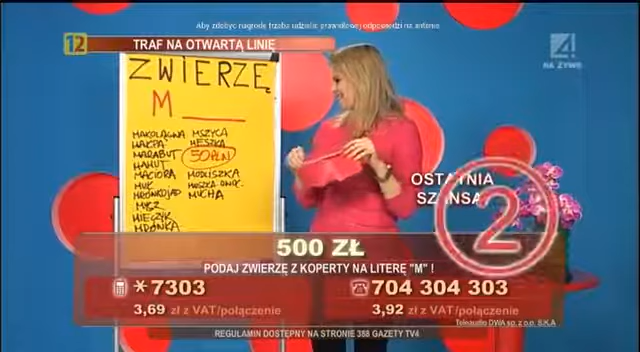 Aby zdobyć nagrodę trzeba udzielić prawidłowej odpowiedzi na antenie
12
TRAF NA OTWARTĄ LINIĘ
4
NA ŻYWO
ZWIERZĘ
M
MAKOLĄGWA MSZYCA
MAŁPA MESZKA
MARABUT 50 PLN
MAMUT MODLISZKA
MACIORA
MUŁ MUCHA
MRÓWKOJAD
MYSZ
MIĘCZYK
MRÓWKA
OSTATNIA
SZANSA
2
500 ZŁ
PODAJ ZWIERZĘ Z KOPERTY NA LITERĘ "M" !
*7303
704 304 303
3,69 zł z VAT/połączenie
3,92 zł z VAT/połączenie
Teleaudio DWA sp. z o.o. S.K.A
REGULAMIN DOSTĘPNY NA STRONIE 388 GAZETY TV4